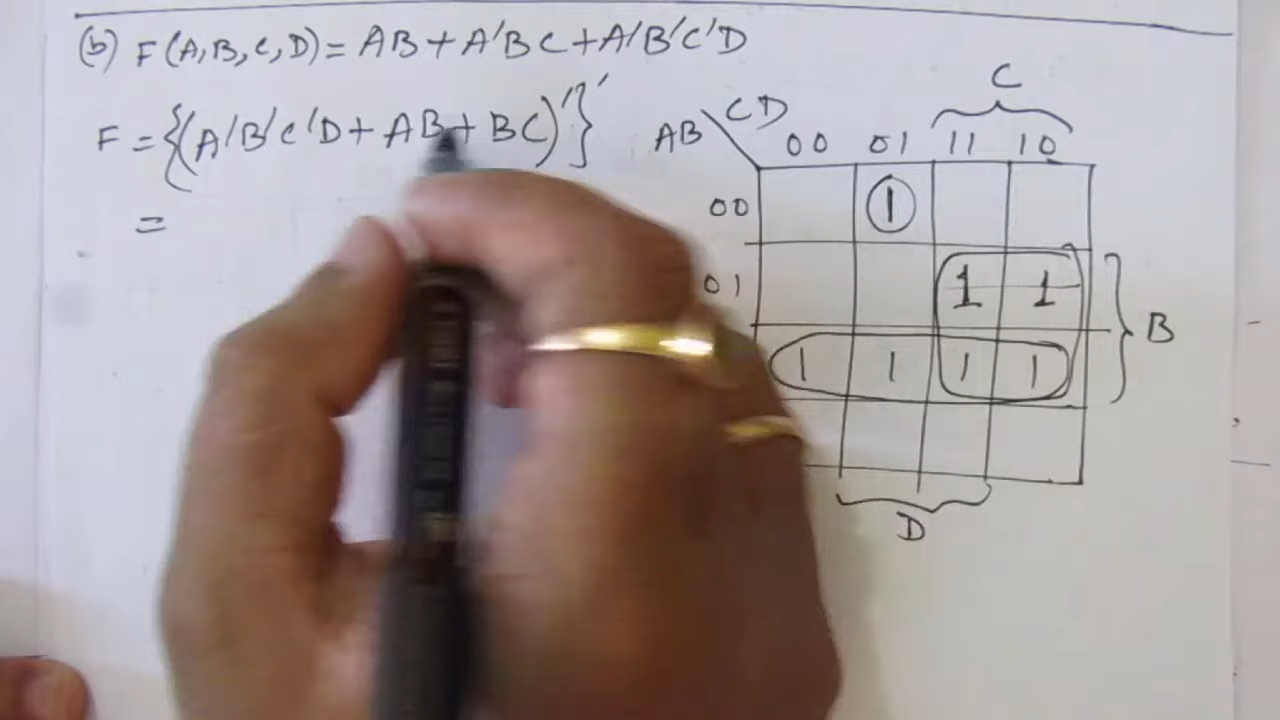 (b) F(A,B,C,D) = AB + A'BC + A'B'C'D
F = {(A'B'C'D + AB + BC)'}'
=
C
CD
AB
00 01 11 10
00 1
01 1 1
B
1 1 1 1
D